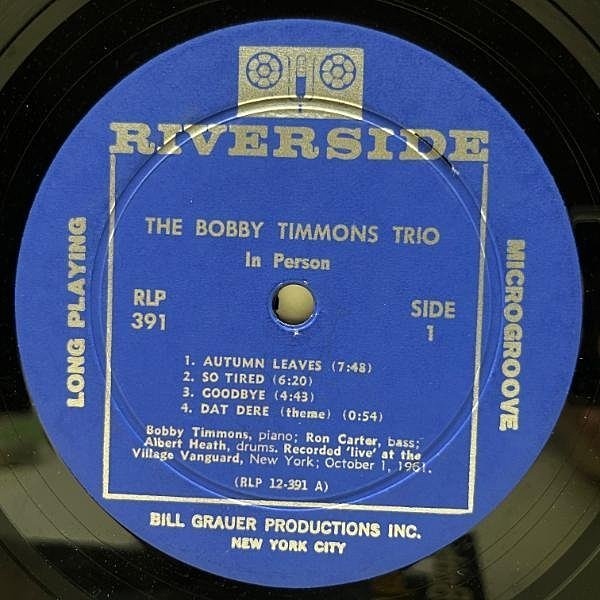 RIVERSIDE
THE BOBBY TIMMONS TRIO
In Person
LONG PLAYING
MICROGROOVE
RLP
391
SIDE
1
1. AUTUMN LEAVES (7:48)
2. SO TIRED (6:20)
3. GOODBYE (4:43)
4. DAT DERE (theme) (0:54)
Bobby Timmons, piano; Ron Carter, bass;
Albert Heath, drums. Recorded 'live' at the
Village Vanguard, New York; October 1, 1961.
(RLP 12-391 A)
BILL GRAUER PRODUCTIONS INC.
NEW YORK CITY